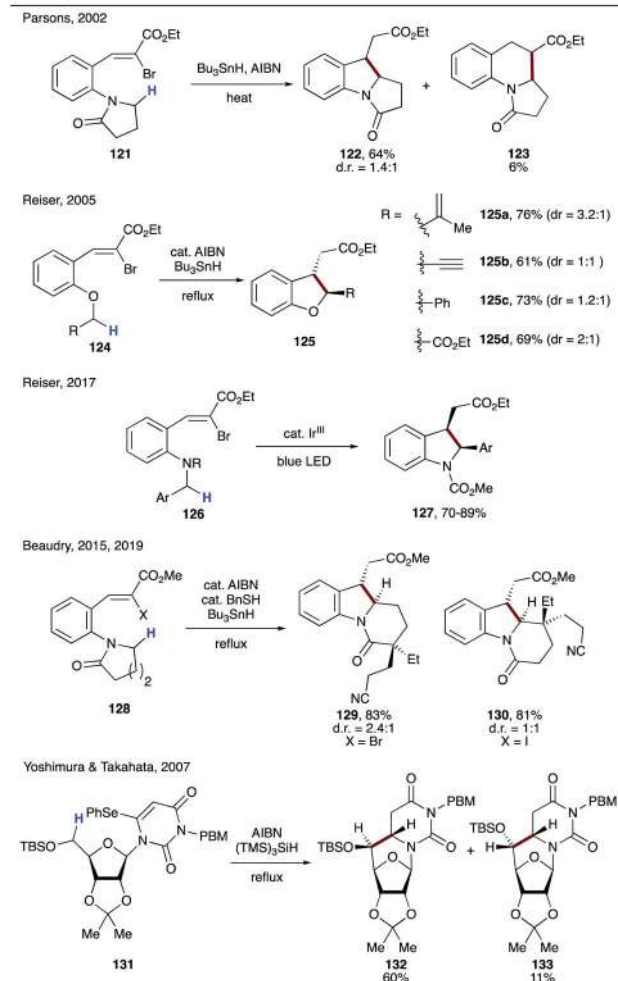 Parsons, 2002
CO2Et
Br
N
H
O
121
Bu3SnH, AIBN
heat
CO2Et
N
O
122, 64%
d.r. = 1.4:1
+
CO2Et
N
O
123
6%
Reiser, 2005
CO2Et
Br
O
R
H
124
cat. AIBN
Bu3SnH
reflux
CO2Et
R
O
125
R =
Me
125a, 76% (dr = 3.2:1)
125b, 61% (dr = 1:1 )
Ph
125c, 73% (dr = 1.2:1)
CO2Et
125d, 69% (dr = 2:1)
Reiser, 2017
CO2Et
Br
NR
Ar
H
126
cat. IrIII
blue LED
CO2Et
Ar
N
CO2Me
127, 70-89%
Beaudry, 2015, 2019
CO2Me
X
N
H
O
)2
128
cat. AIBN
cat. BnSH
Bu3SnH
reflux
CO2Me
H
N
O
Et
NC
129, 83%
d.r. = 2.4:1
X = Br
CO2Me
Et
H
N
O
CN
130, 81%
d.r. = 1:1
X = I
Yoshimura & Takahata, 2007
PhSe
O
H
N
PBM
TBSO
O
N
O
O
O
Me
Me
131
AIBN
(TMS)3SiH
reflux
O
N
PBM
H
TBSO
H
N
O
O
O
O
Me
Me
132
60%
+
O
N
PBM
TBSO
H
H
N
O
O
O
O
Me
Me
133
11%